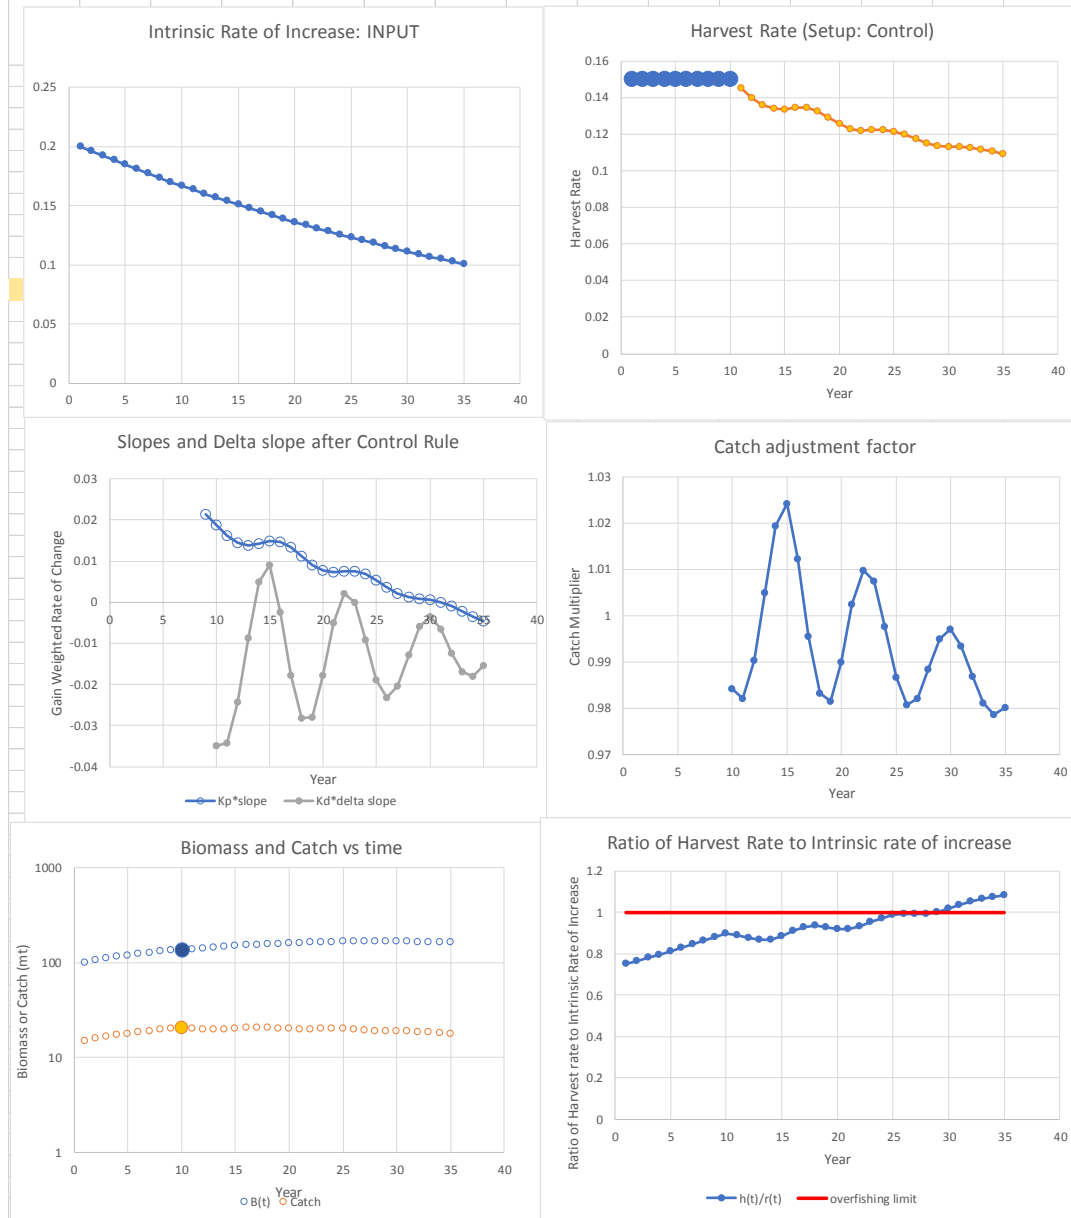 Intrinsic Rate of Increase: INPUT
0.25
0.2
0.15
0.1
0.05
0
0 5 10 15 20 25 30 35 40
Harvest Rate (Setup: Control)
0.16
0.14
0.12
0.1
0.08
0.06
0.04
0.02
0
Harvest Rate
0 5 10 15 20 25 30 35 40
Year
Slopes and Delta slope after Control Rule
0.03
0.02
0.01
0
-0.01
-0.02
-0.03
-0.04
Gain Weighted Rate of Change
0 5 10 15 20 25 30 35 40
Year
Kp*slope Kd*delta slope
Catch adjustment factor
1.03
1.02
1.01
1
0.99
0.98
0.97
Catch Multiplier
0 5 10 15 20 25 30 35 40
Year
Biomass and Catch vs time
1000
100
10
1
Biomass or Catch (mt)
0 5 10 15 20 25 30 35 40
Year
B(t) Catch
Ratio of Harvest Rate to Intrinsic rate of increase
1.2
1
0.8
0.6
0.4
0.2
0
Ratio of Harvest rate to Intrinsic Rate of Increase
0 5 10 15 20 25 30 35 40
Year
h(t)/r(t) overfishing limit